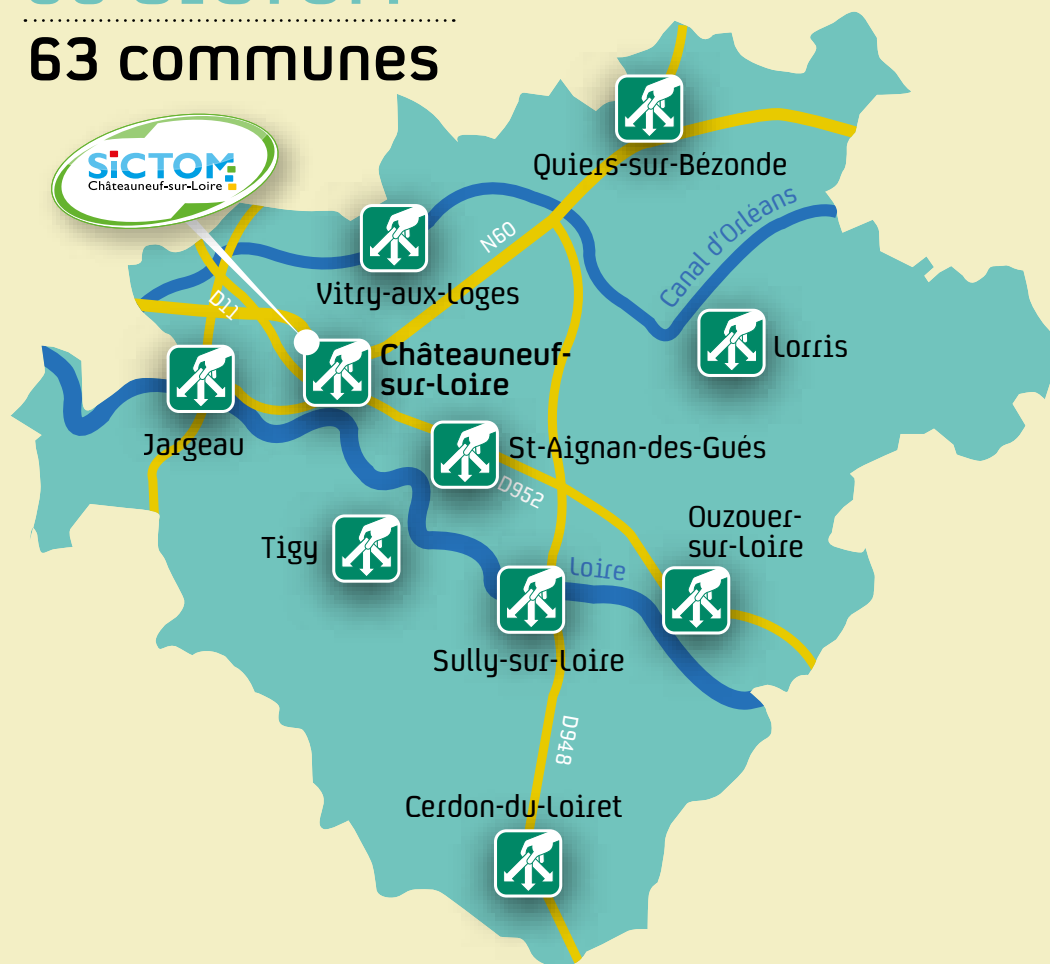 63 communes
SiCTOM
Châteauneuf-sur-Loire
Quiers-sur-Bézonde
Canal d'Orléans
N60
Vitry-aux-Loges
D11
Lorris
Châteauneuf-
sur-Loire
Jargeau
St-Aignan-des-Gués
D952
Ouzouer-
sur-Loire
Tigy
Loire
Sully-sur-Loire
D948
Cerdon-du-Loiret